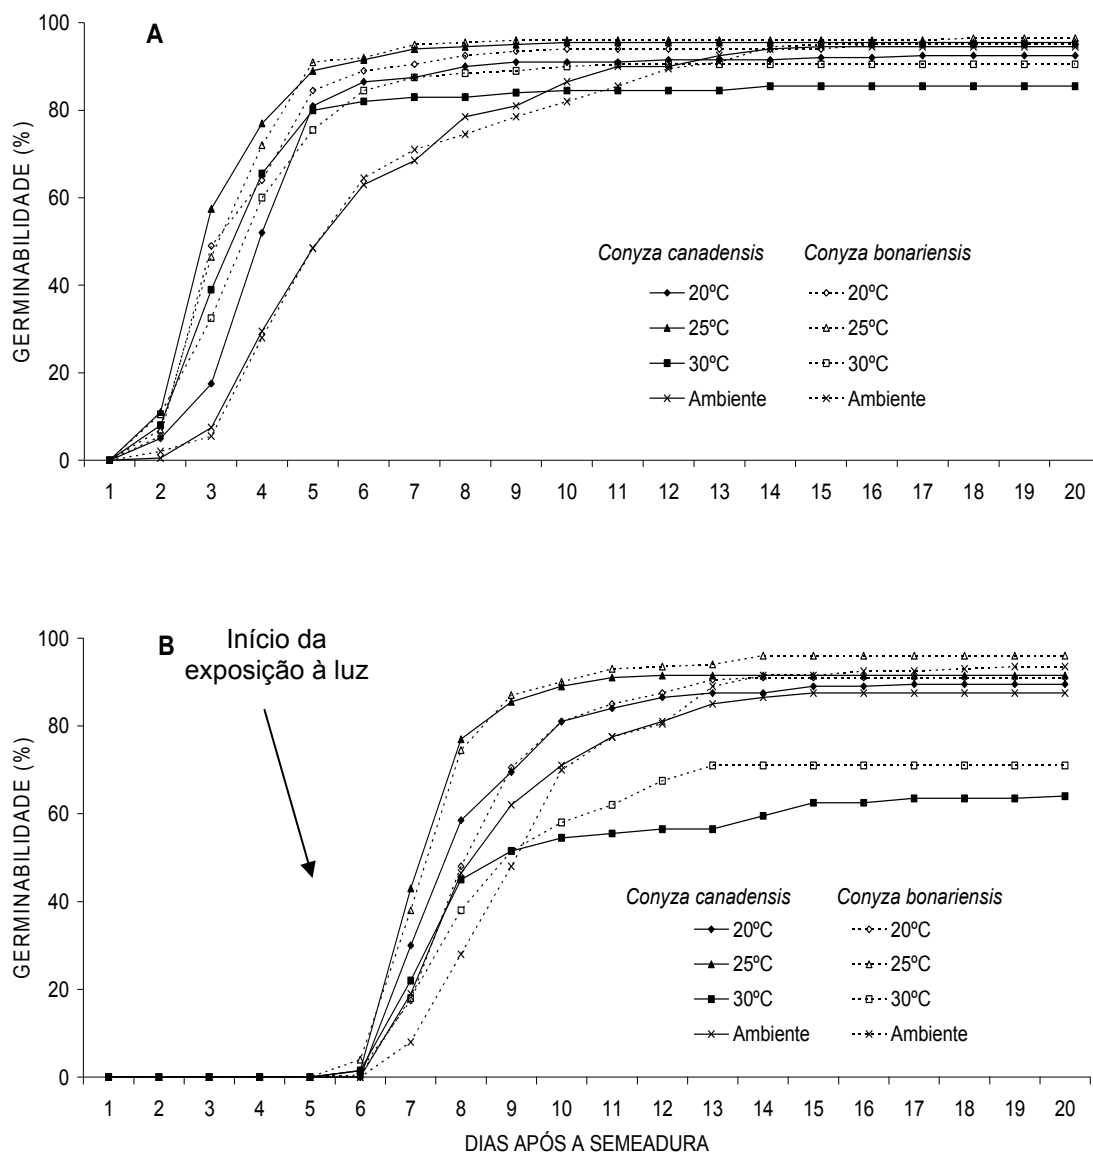 A
100
80
60
40
20
0
GERMINABILIDADE (%)
Conyza canadensis Conyza bonariensis
20ºC 20ºC
25ºC 25ºC
30ºC 30ºC
Ambiente Ambiente
1 2 3 4 5 6 7 8 9 10 11 12 13 14 15 16 17 18 19 20
B
Início da
exposição à luz
100
80
60
40
20
0
GERMINABILIDADE (%)
Conyza canadensis Conyza bonariensis
20ºC 20ºC
25ºC 25ºC
30ºC 30ºC
Ambiente Ambiente
1 2 3 4 5 6 7 8 9 10 11 12 13 14 15 16 17 18 19 20
DIAS APÓS A SEMEADURA